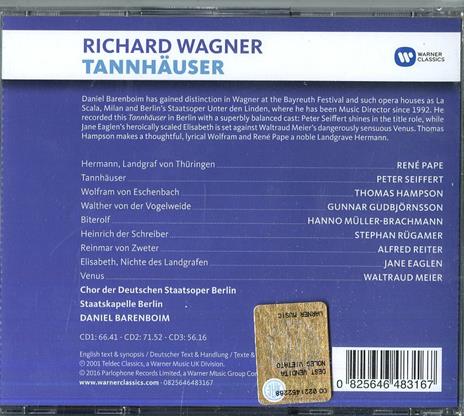 RICHARD WAGNER
TANNHÄUSER
WARNER
CLASSICS
Daniel Barenboim has gained distinction in Wagner at the Bayreuth Festival and such opera houses as La
Scala, Milan and Berlin's Staatsoper Unter den Linden, where he has been Music Director since 1992. He
recorded this Tannhäuser in Berlin with a superbly balanced cast: Peter Seiffert shines in the title role, while
Jane Eaglen's heroically scaled Elisabeth is set against Waltraud Meier's dangerously sensuous Venus. Thomas
Hampson makes a thoughtful, lyrical Wolfram and René Pape a noble Landgrave Hermann.
Hermann, Landgraf von Thüringen RENÉ PAPE
Tannhäuser PETER SEIFFERT
Wolfram von Eschenbach THOMAS HAMPSON
Walther von der Vogelweide GUNNAR GUDBJÖRNSSON
Biterolf HANNO MÜLLER-BRACHMANN
Heinrich der Schreiber STEPHAN RÜGAMER
Reinmar von Zweter ALFRED REITER
Elisabeth, Nichte des Landgrafen JANE EAGLEN
Venus WALTRAUD MEIER
Chor der Deutschen Staatsoper Berlin
Staatskapelle Berlin
DANIEL BARENBOIM
CD1: 66.41 · CD2: 71.52 · CD3: 56.16
English text & synopsis / Deutscher Text & Handlung / Texte &
℗ 2001 Teldec Classics, a Warner Music UK Division.
© 2016 Parlophone Records Limited, a Warner Music Group Com
www.warnerclassics.com · 0825646483167
WARNER MUSIC
DEST. VENDITA
NOLEG. VIETATO
0 825646 483167